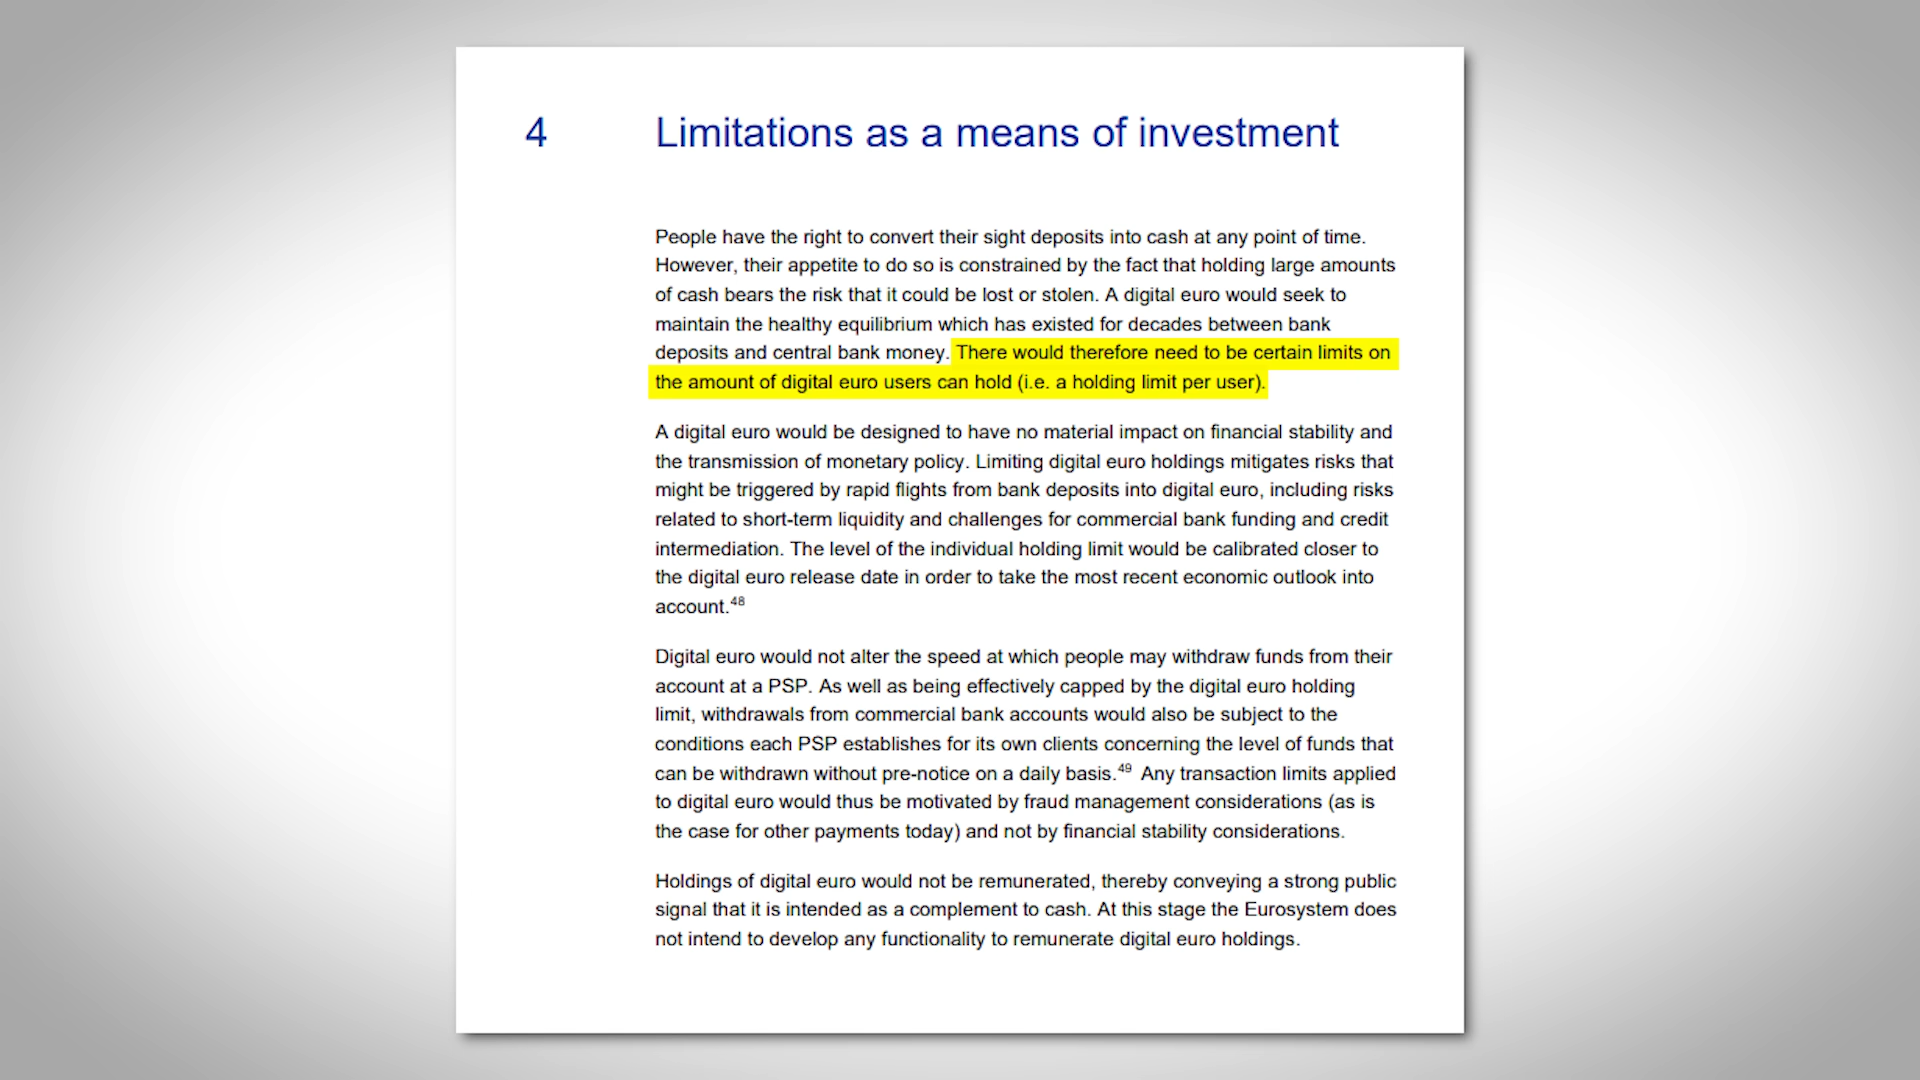 4 Limitations as a means of investment
People have the right to convert their sight deposits into cash at any point of time.
However, their appetite to do so is constrained by the fact that holding large amounts
of cash bears the risk that it could be lost or stolen. A digital euro would seek to
maintain the healthy equilibrium which has existed for decades between bank
deposits and central bank money. There would therefore need to be certain limits on
the amount of digital euro users can hold (i.e. a holding limit per user).
A digital euro would be designed to have no material impact on financial stability and
the transmission of monetary policy. Limiting digital euro holdings mitigates risks that
might be triggered by rapid flights from bank deposits into digital euro, including risks
related to short-term liquidity and challenges for commercial bank funding and credit
intermediation. The level of the individual holding limit would be calibrated closer to
the digital euro release date in order to take the most recent economic outlook into
account.48
Digital euro would not alter the speed at which people may withdraw funds from their
account at a PSP. As well as being effectively capped by the digital euro holding
limit, withdrawals from commercial bank accounts would also be subject to the
conditions each PSP establishes for its own clients concerning the level of funds that
can be withdrawn without pre-notice on a daily basis.49 Any transaction limits applied
to digital euro would thus be motivated by fraud management considerations (as is
the case for other payments today) and not by financial stability considerations.
Holdings of digital euro would not be remunerated, thereby conveying a strong public
signal that it is intended as a complement to cash. At this stage the Eurosystem does
not intend to develop any functionality to remunerate digital euro holdings.